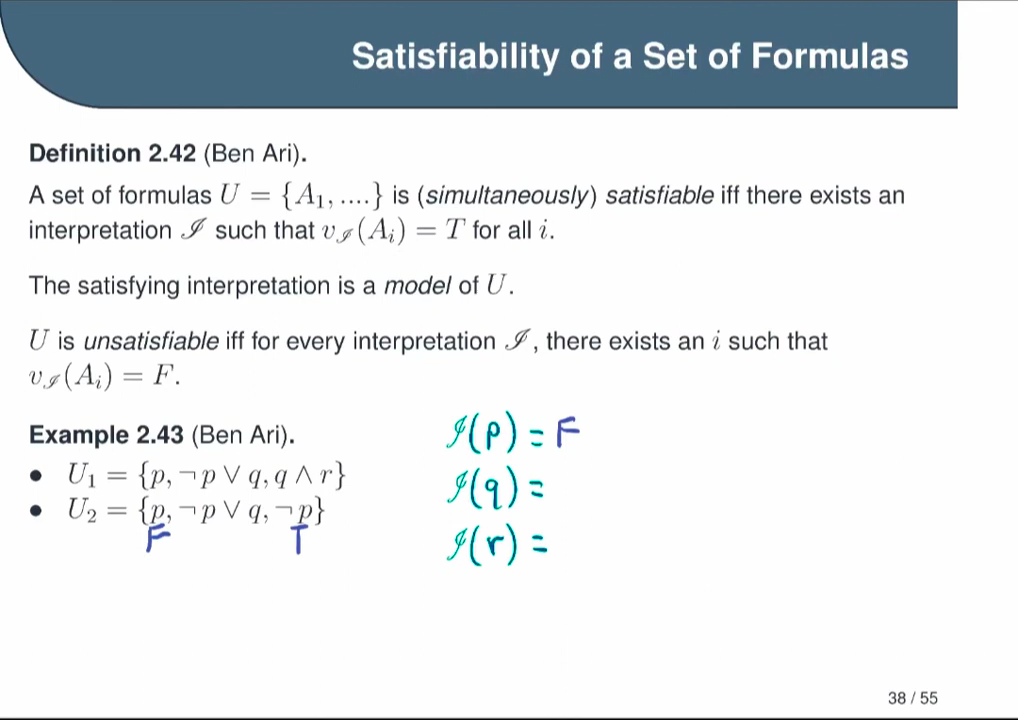 Satisfiability of a Set of Formulas
Definition 2.42 (Ben Ari).
A set of formulas U = {A₁, ....} is (simultaneously) satisfiable iff there exists an
interpretation ℐ such that v_ℐ(Aᵢ) = T for all i.
The satisfying interpretation is a model of U.
U is unsatisfiable iff for every interpretation ℐ, there exists an i such that
v_ℐ(Aᵢ) = F.
Example 2.43 (Ben Ari).
• U₁ = {p, ¬p ∨ q, q ∧ r}
• U₂ = {p, ¬p ∨ q, ¬p}
F T
ℐ(p) = F
ℐ(q) =
ℐ(r) =
38 / 55